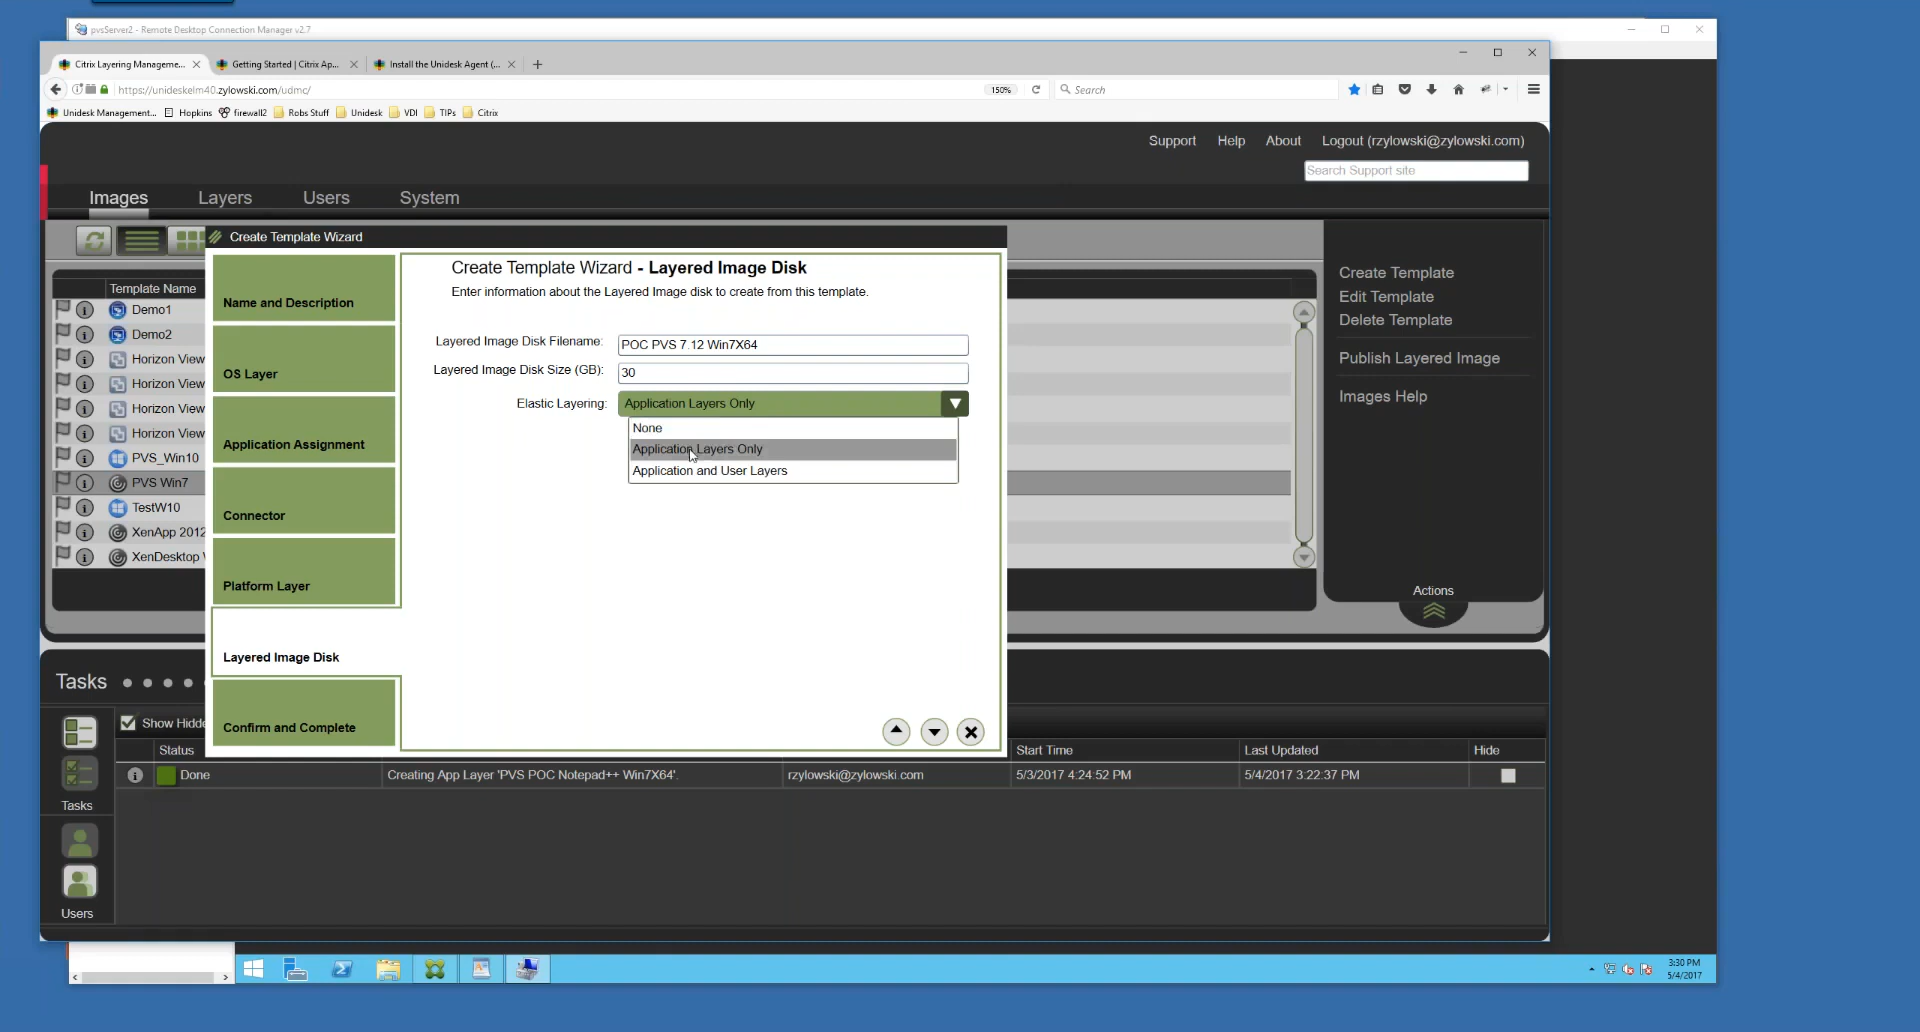 pvsServer2 - Remote Desktop Connection Manager v2.7
Citrix Layering Manageme...
Getting Started | Citrix Ap...
Install the Unidesk Agent (,...
https://unideskelm40.zylowski.com/udmc/
150%
Search
Unidesk Management...
Hopkins
firewall2
Robs Stuff
Unidesk
VDI
TIPs
Citrix
Support
Help
About
Logout (rzylowski@zylowski.com)
Search Support site
Images
Layers
Users
System
Create Template Wizard
Template Name
Demo1
Demo2
Horizon View
Horizon View
Horizon View
Horizon View
PVS_Win10
PVS Win7
TestW10
XenApp 2012
XenDesktop
Name and Description
OS Layer
Application Assignment
Connector
Platform Layer
Layered Image Disk
Confirm and Complete
Create Template Wizard - Layered Image Disk
Enter information about the Layered Image disk to create from this template.
Layered Image Disk Filename: POC PVS 7.12 Win7X64
Layered Image Disk Size (GB): 30
Elastic Layering: Application Layers Only
None
Application Layers Only
Application and User Layers
Create Template
Edit Template
Delete Template
Publish Layered Image
Images Help
Actions
Tasks
Show Hidde
Status
Start Time
Last Updated
Hide
Done
Creating App Layer 'PVS POC Notepad++ Win7X64'.
rzylowski@zylowski.com
5/3/2017 4:24:52 PM
5/4/2017 3:22:37 PM
Tasks
Users
3:30 PM
5/4/2017